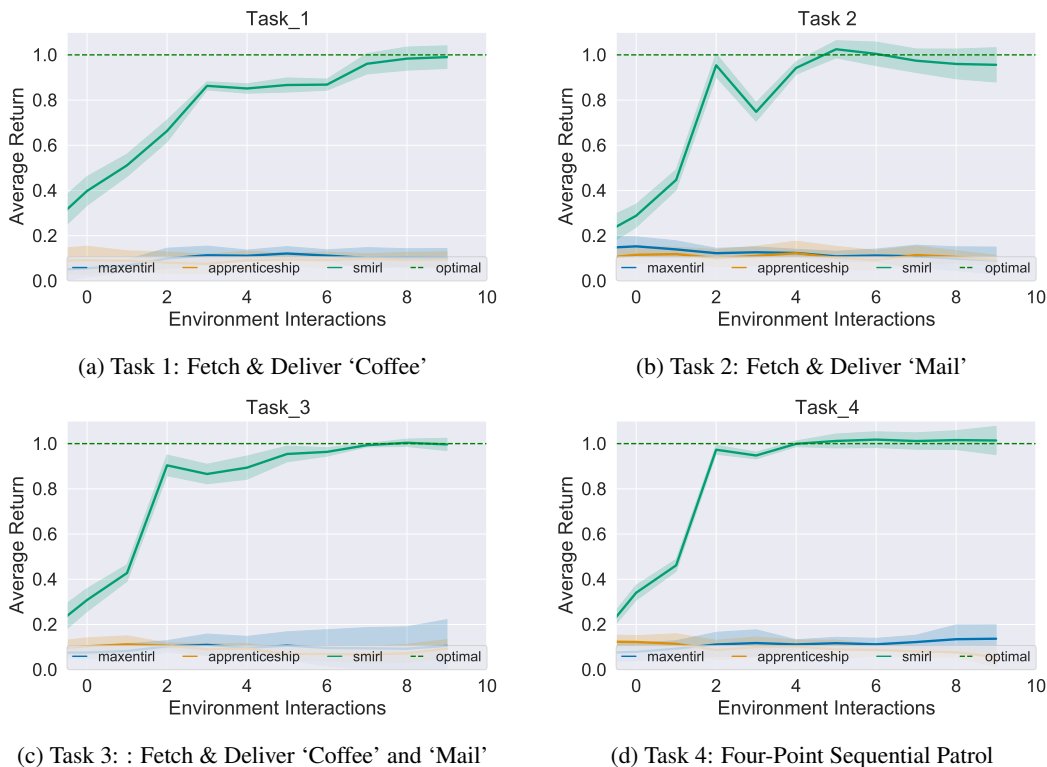 Task_1
Average Return
1.0
0.8
0.6
0.4
0.2
0.0
maxentirl apprenticeship smirl optimal
0 2 4 6 8 10
Environment Interactions
(a) Task 1: Fetch & Deliver ‘Coffee’
Task 2
Average Return
1.0
0.8
0.6
0.4
0.2
0.0
maxentirl apprenticeship smirl optimal
0 2 4 6 8 10
Environment Interactions
(b) Task 2: Fetch & Deliver ‘Mail’
Task_3
Average Return
1.0
0.8
0.6
0.4
0.2
0.0
maxentirl apprenticeship smirl optimal
0 2 4 6 8 10
Environment Interactions
(c) Task 3: : Fetch & Deliver ‘Coffee’ and ‘Mail’
Task_4
Average Return
1.0
0.8
0.6
0.4
0.2
0.0
maxentirl apprenticeship smirl optimal
0 2 4 6 8 10
Environment Interactions
(d) Task 4: Four-Point Sequential Patrol